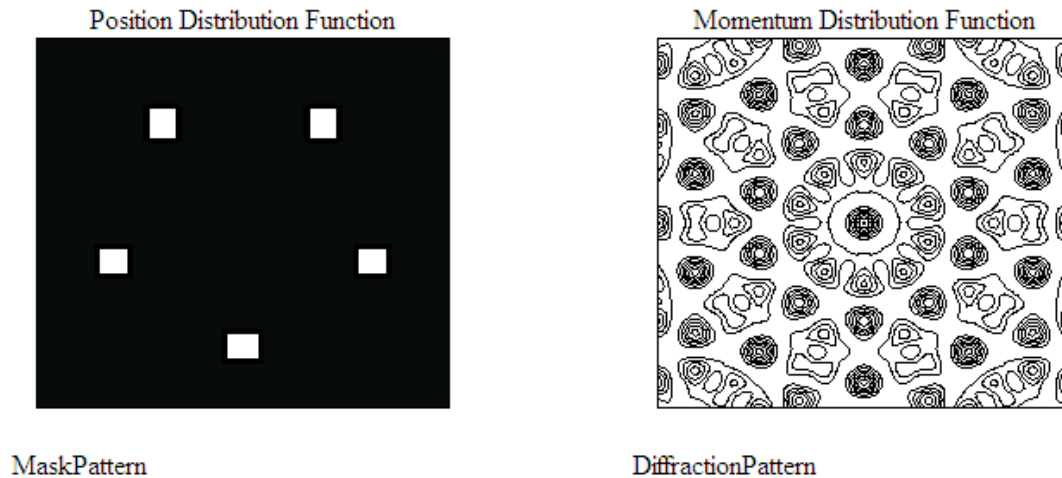 Position Distribution Function
Momentum Distribution Function
MaskPattern
DiffractionPattern